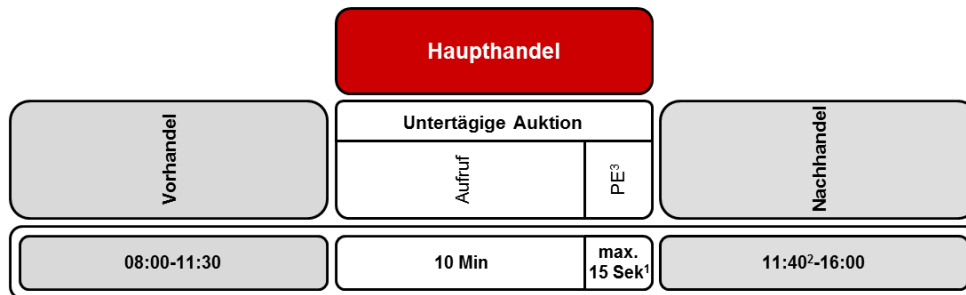 Haupthandel
Vorhandel
Untertägige Auktion
Aufruf
PE³
Nachhandel
08:00-11:30
10 Min
max.
15 Sek¹
11:40²-16:00